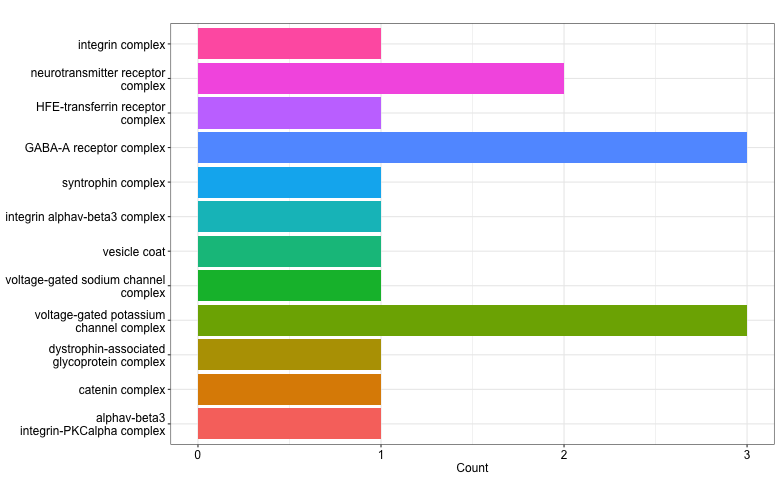 integrin complex
neurotransmitter receptor
complex
HFE-transferrin receptor
complex
GABA-A receptor complex
syntrophin complex
integrin alphav-beta3 complex
vesicle coat
voltage-gated sodium channel
complex
voltage-gated potassium
channel complex
dystrophin-associated
glycoprotein complex
catenin complex
alphav-beta3
integrin-PKCalpha complex
0 1 2 3
Count